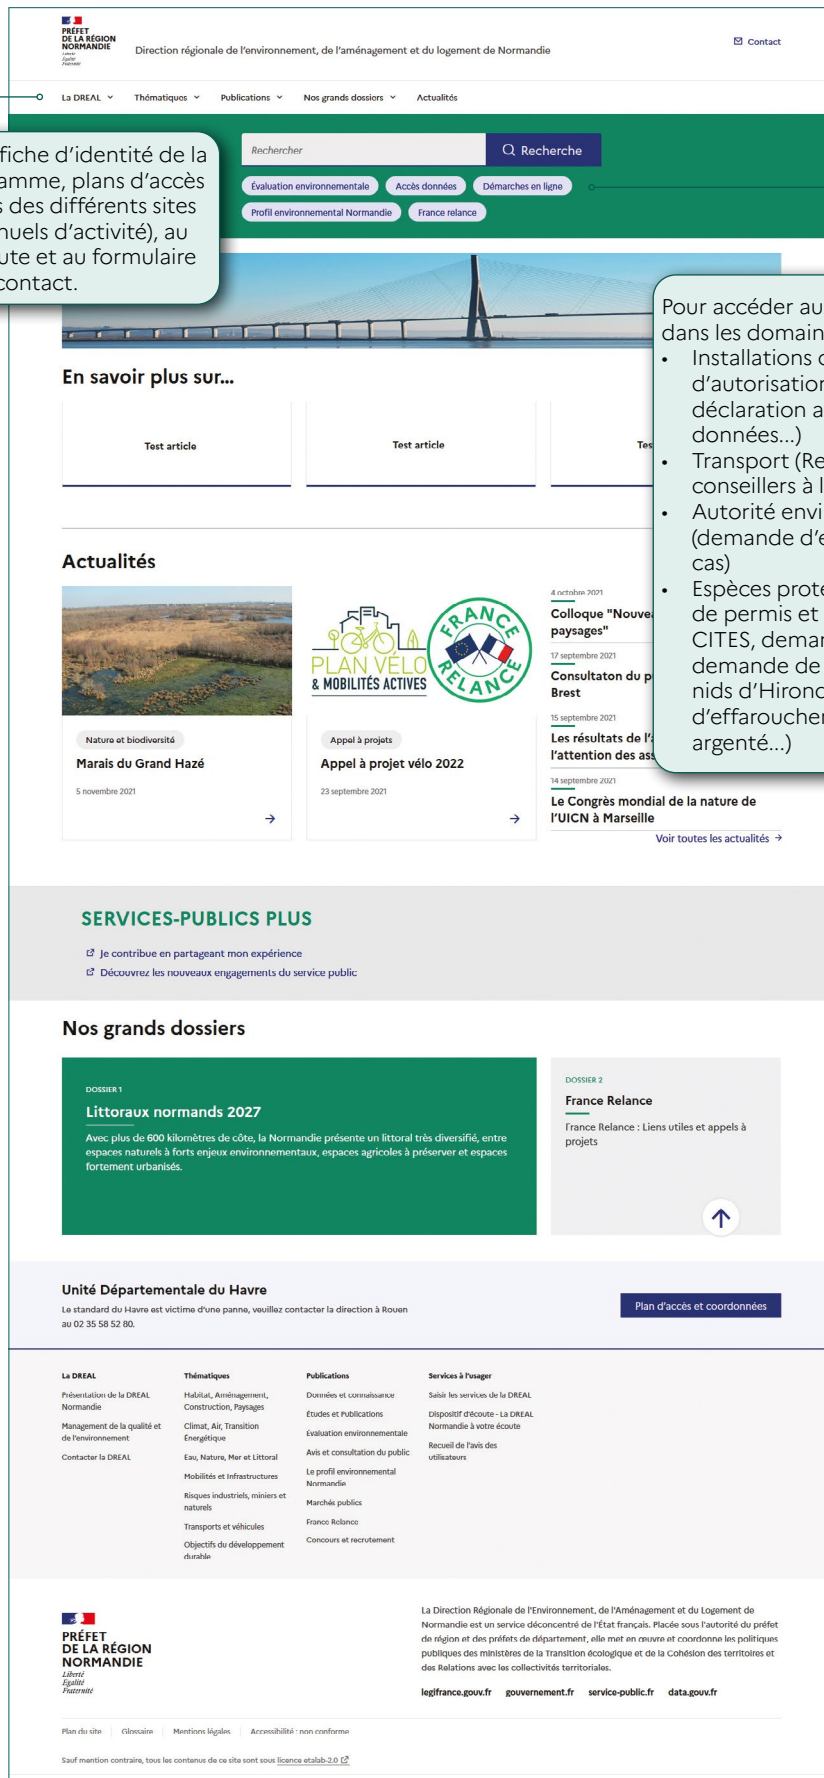 PRÉFET
DE LA RÉGION
NORMANDIE
Liberté
Égalité
Fraternité
Direction régionale de l'environnement, de l'aménagement et du logement de Normandie
Contact
La DREAL
Thématiques
Publications
Nos grands dossiers
Actualités
Rechercher
Recherche
Évaluation environnementale
Accès données
Démarches en ligne
Profil environnemental Normandie
France relance
fiche d'identité de la
plans d'accès
des différents sites
d'activité), au
et au formulaire
contact.
Pour accéder
dans les
• Installations
d'autorisation
déclaration
données...)
• Transport
conseillers à
• Autorité
(demande
cas)
• Espèces
de permis et
CITES,
demande de
nids
argenté...)
En savoir plus sur...
Test article
Test article
Actualités
PLAN VÉLO
& MOBILITÉS ACTIVES
FRANCE
RELANCE
Nature et biodiversité
Marais du Grand Hazé
5 novembre 2021
Appel à projets
Appel à projet vélo 2022
23 septembre 2021
4 octobre 2021
Colloque
paysages"
17 septembre 2021
Consultaton du
Brest
15 septembre 2021
Les résultats de
l'attention des
14 septembre 2021
Le Congrès mondial de la nature de
l'UICN à Marseille
Voir toutes les actualités
SERVICES-PUBLICS PLUS
Je contribue en partageant mon expérience
Découvrez les nouveaux engagements du service public
Nos grands dossiers
DOSSIER 1
Littoraux normands 2027
Avec plus de 600 kilomètres de côte, la Normandie présente un littoral très diversifié, entre
espaces naturels à forts enjeux environnementaux, espaces agricoles à préserver et espaces
fortement urbanisés.
DOSSIER 2
France Relance
France Relance : Liens utiles et appels à
projets
Unité Départementale du Havre
Le standard du Havre est victime d'une panne, veuillez contacter la direction à Rouen
au 02 35 58 52 80.
Plan d'accès et coordonnées
La DREAL
Présentation de la DREAL
Normandie
Management de la qualité et
de l'environnement
Contacter la DREAL
Thématiques
Habitat, Aménagement,
Construction, Paysages
Climat, Air, Transition
Énergétique
Eau, Nature, Mer et Littoral
Mobilités et Infrastructures
Risques industriels, miniers et
naturels
Transports et véhicules
Objectifs du développement
durable
Publications
Données et connaissance
Études et Publications
Évaluation environnementale
Avis et consultation du public
Le profil environnemental
Normandie
Marchés publics
France Relance
Concours et recrutement
Services à l'usager
Saisir les services de la DREAL
Dispositif d'écoute - La DREAL
Normandie à votre écoute
Recueil de l'avis des
utilisateurs
PRÉFET
DE LA RÉGION
NORMANDIE
Liberté
Égalité
Fraternité
La Direction Régionale de l'Environnement, de l'Aménagement et du Logement de
Normandie est un service déconcentré de l'État français. Placée sous l'autorité du préfet
de région et des préfets de département, elle met en œuvre et coordonne les politiques
publiques des ministères de la Transition écologique et de la Cohésion des territoires et
des Relations avec les collectivités territoriales.
legifrance.gouv.fr gouvernement.fr service-public.fr data.gouv.fr
Plan du site
Glossaire
Mentions légales
Accessibilité : non conforme
Sauf mention contraire, tous les contenus de ce site sont sous licence etalab-2.0